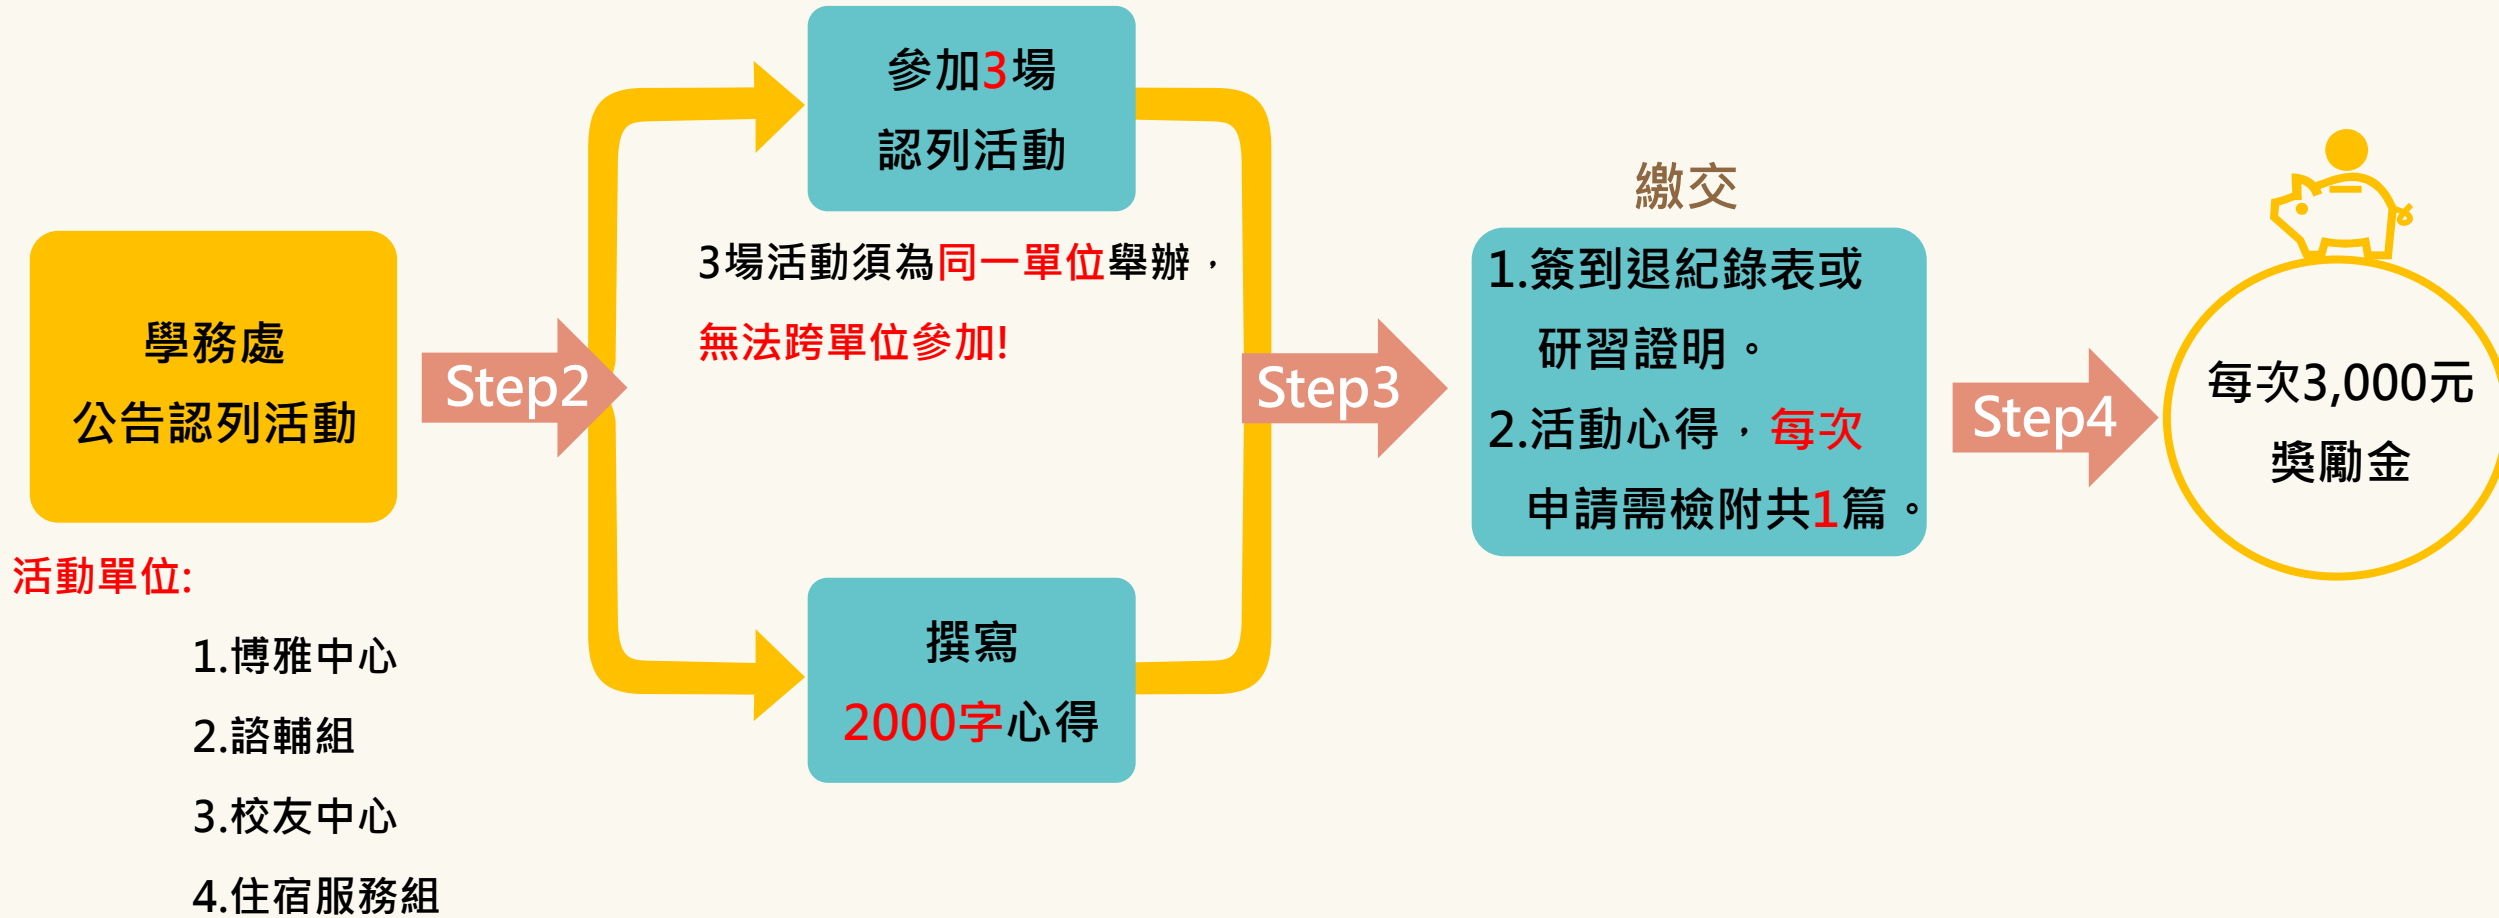 學務處
公告認列活動
活動單位:
1.博雅中心
2.諮輔組
3.校友中心
4.住宿服務組
Step2
參加3場
認列活動
3場活動須為同一單位舉辦，
無法跨單位參加!
撰寫
2000字心得
Step3
繳交
1.簽到退紀錄表或
研習證明。
2.活動心得，每次
申請需檢附共1篇。
Step4
每次3,000元
獎勵金